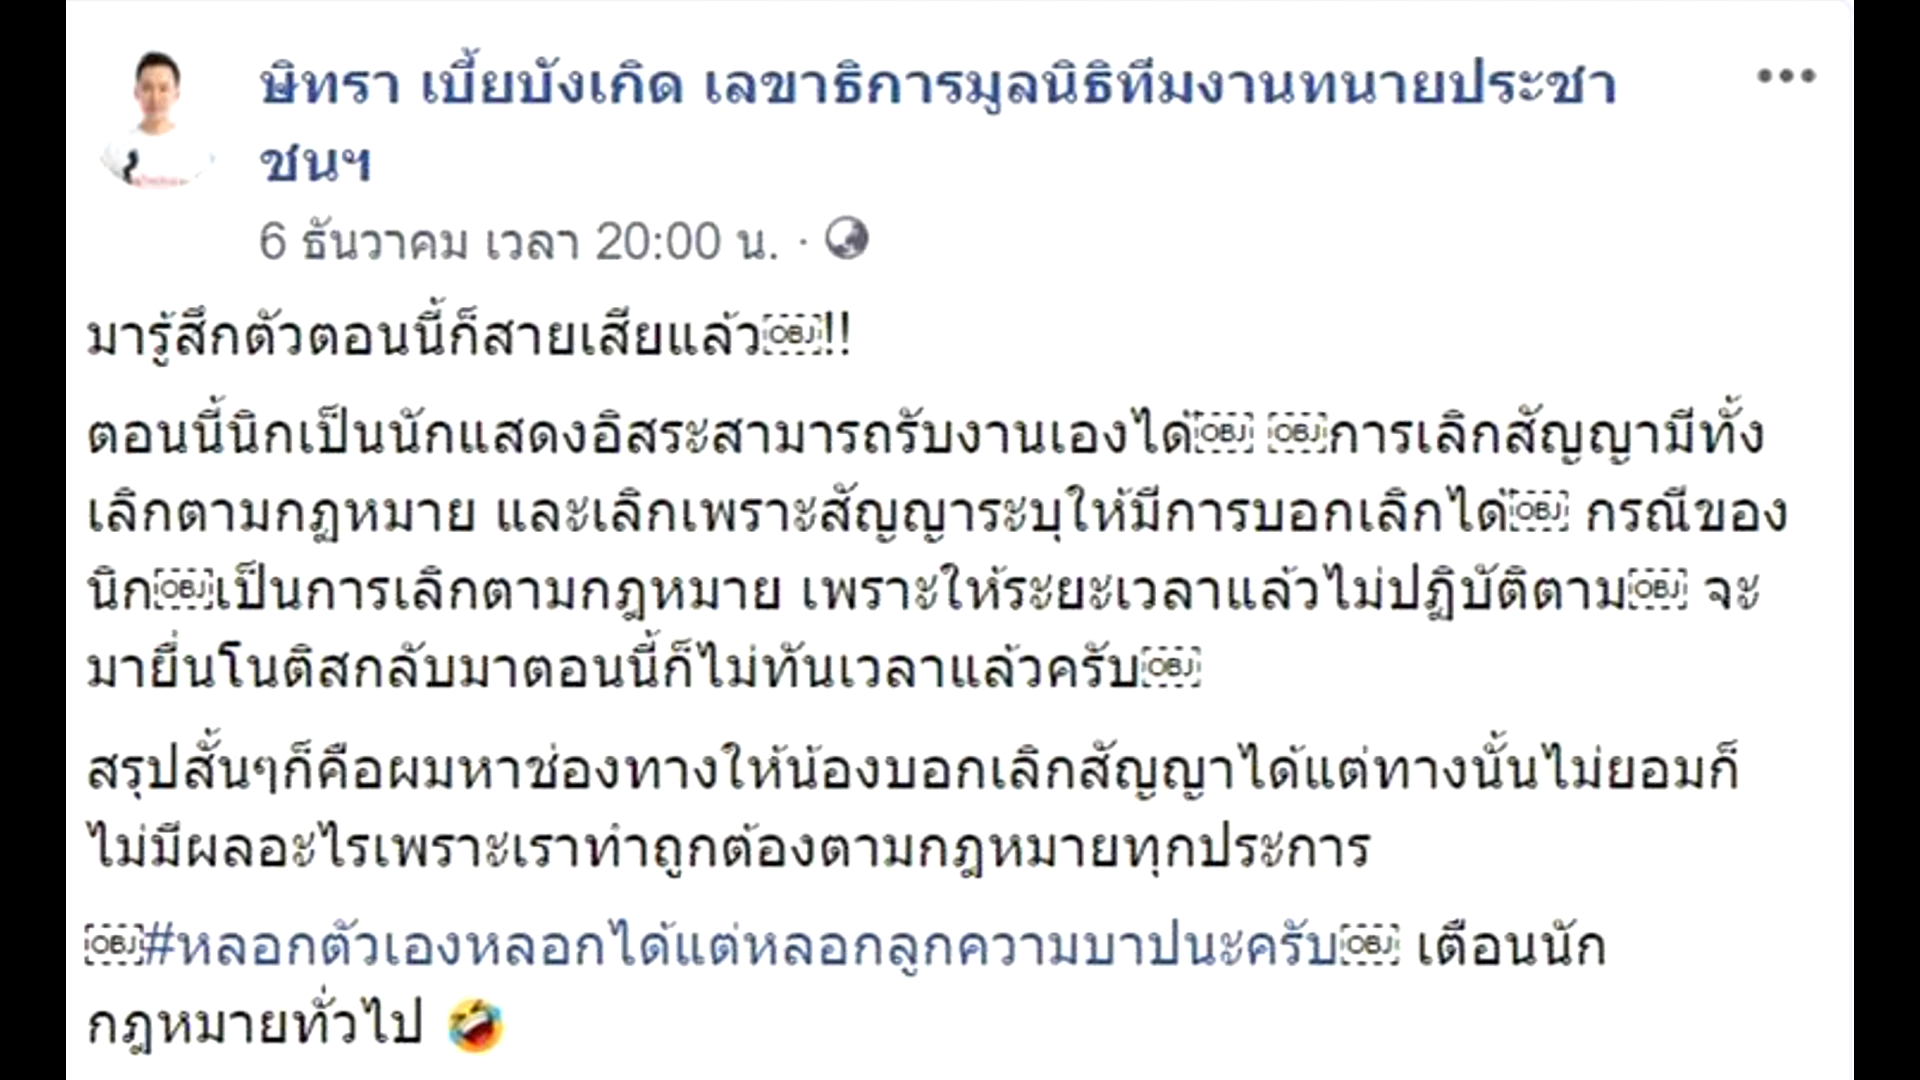 ษิทรา เบี้ยบังเกิด เลขาธิการมูลนิธิทีมงานทนายประชา
ชนฯ
6 ธันวาคม เวลา 20:00 น. ·
มารู้สึกตัวตอนนี้ก็สายเสียแล้ว￼!!
ตอนนี้นิกเป็นนักแสดงอิสระสามารถรับงานเองได้￼ ￼การเลิกสัญญามีทั้ง
เลิกตามกฎหมาย และเลิกเพราะสัญญาระบุให้มีการบอกเลิกได้￼ กรณีของ
นิก￼เป็นการเลิกตามกฎหมาย เพราะให้ระยะเวลาแล้วไม่ปฏิบัติตาม￼ จะ
มายื่นโนติสกลับมาตอนนี้ก็ไม่ทันเวลาแล้วครับ￼
สรุปสั้นๆก็คือผมหาช่องทางให้น้องบอกเลิกสัญญาได้แต่ทางนั้นไม่ยอมก็
ไม่มีผลอะไรเพราะเราทำถูกต้องตามกฎหมายทุกประการ
￼#หลอกตัวเองหลอกได้แต่หลอกลูกความบาปนะครับ￼ เตือนนัก
กฎหมายทั่วไป 🤣